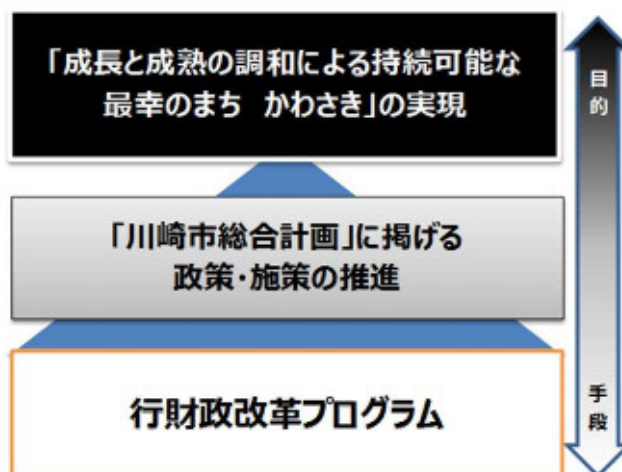 「成長と成熟の調和による持続可能な
最幸のまち　かわさき」の実現
「川崎市総合計画」に掲げる
政策・施策の推進
行財政改革プログラム
目的
手段